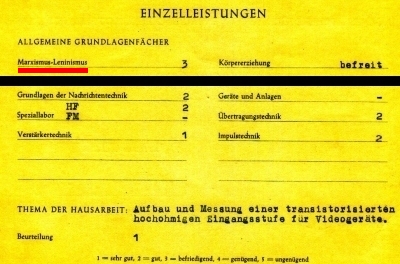 EINZELLEISTUNGEN
ALLGEMEINE GRUNDLAGENFÄCHER
Marxismus-Leninismus 3 Körpererziehung befreit
Grundlagen der Nachrichtentechnik 2 Geräte und Anlagen -
HF 2
Speziallabor FM - Übertragungstechnik 2
Verstärkertechnik 1 Impulstechnik 2
THEMA DER HAUSARBEIT: Aufbau und Messung einer transistorisierten
hochohmigen Eingangsstufe für Videogeräte.
Beurteilung 1
1 = sehr gut, 2 = gut, 3 = befriedigend, 4 = genügend, 5 = ungenügend